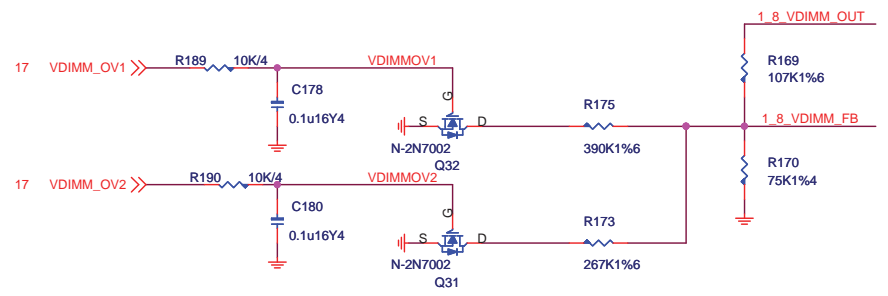 1_8_VDIMM_OUT
17 VDIMM_OV1 R189 10K/4 VDIMMOV1
R169
107K1%6
C178
0.1u16Y4
G
S D
R175
390K1%6
1_8_VDIMM_FB
N-2N7002
Q32
R170
75K1%4
17 VDIMM_OV2 R190 10K/4 VDIMMOV2
C180
0.1u16Y4
G
S D
R173
267K1%6
N-2N7002
Q31